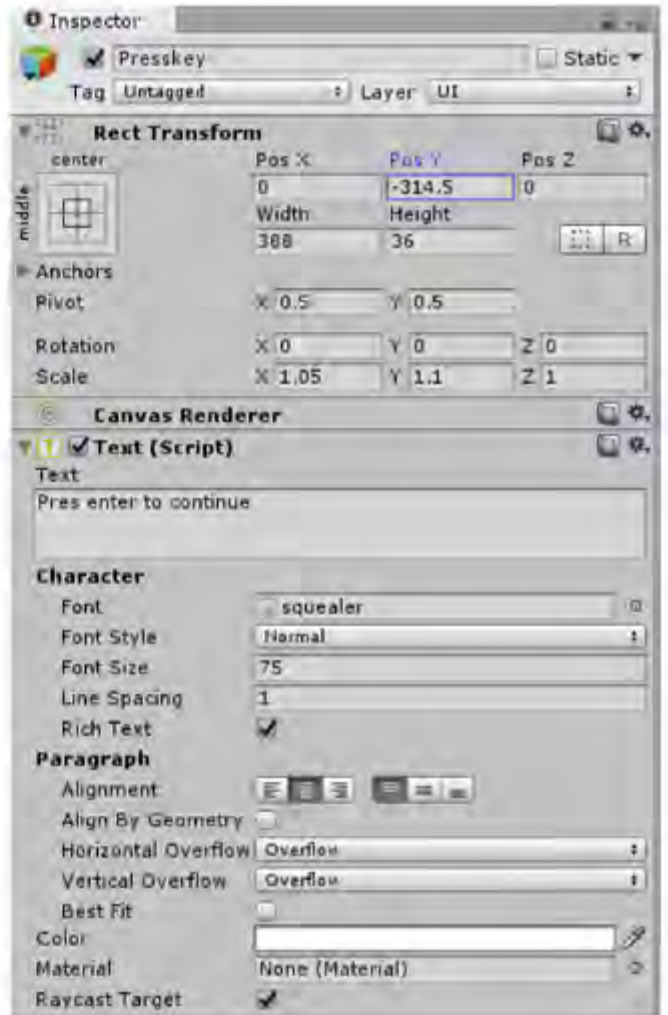 Inspector
Presskey
Static
Tag Untagged Layer UI
Rect Transform
center Pos X Pos Y Pos Z
middle
0 -314.5 0
Width Height
388 36
R
Anchors
Pivot X 0.5 Y 0.5
Rotation X 0 Y 0 Z 0
Scale X 1.05 Y 1.1 Z 1
Canvas Renderer
Text (Script)
Text
Pres enter to continue
Character
Font squealer
Font Style Normal
Font Size 75
Line Spacing 1
Rich Text
Paragraph
Alignment
Align By Geometry
Horizontal Overflow Overflow
Vertical Overflow Overflow
Best Fit
Color
Material None (Material)
Raycast Target